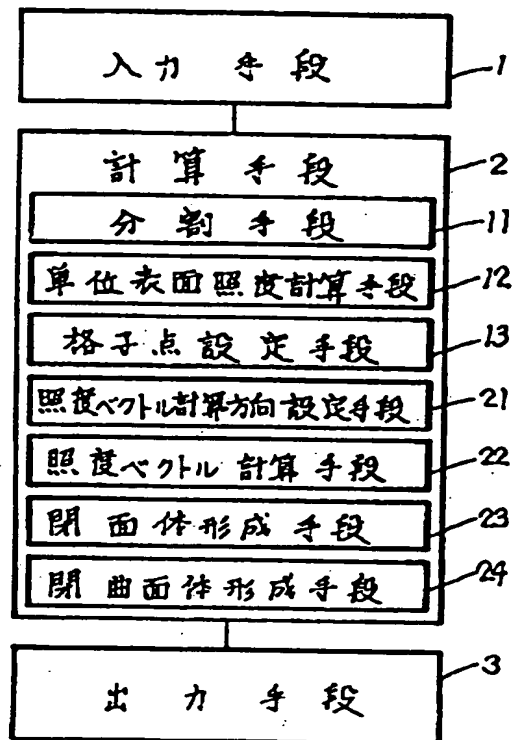 入力手段 1
計算手段 2
分割手段 11
単位表面照度計算手段 12
格子点設定手段 13
照度ベクトル計算方向設定手段 21
照度ベクトル計算手段 22
閉面体形成手段 23
閉曲面体形成手段 24
出力手段 3